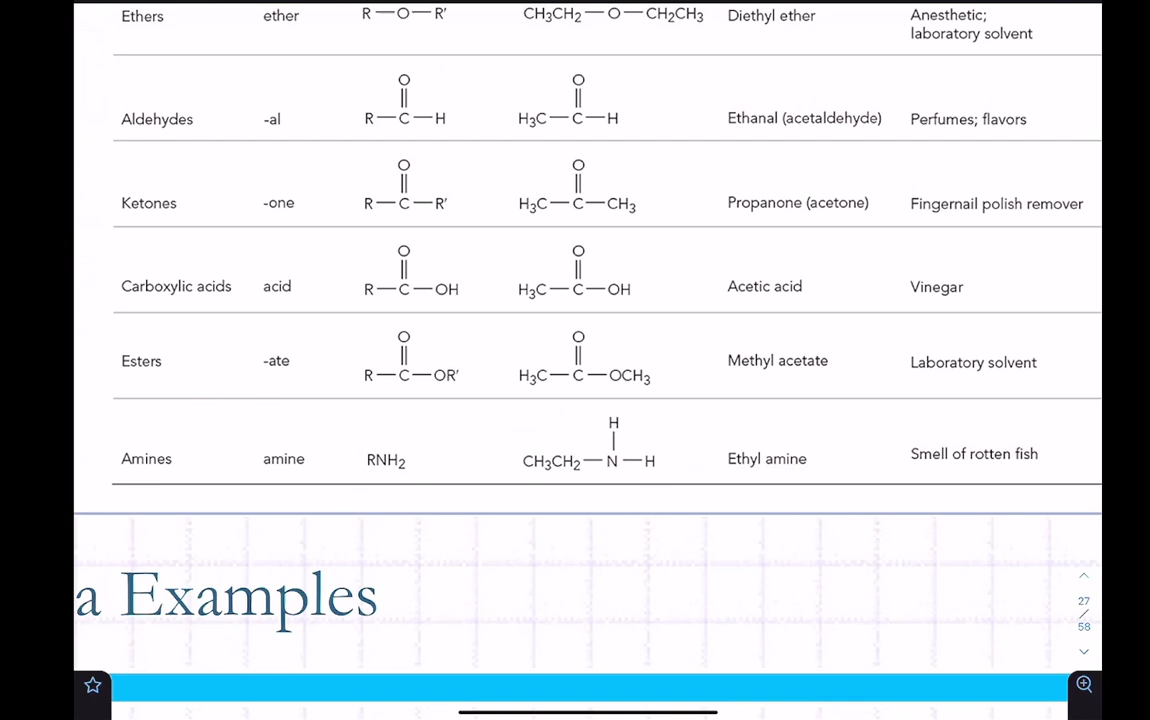 Ethers ether R—O—R′ CH₃CH₂—O—CH₂CH₃ Diethyl ether Anesthetic;
laboratory solvent
O O
|| ||
Aldehydes -al R—C—H H₃C—C—H Ethanal (acetaldehyde) Perfumes; flavors
O O
|| ||
Ketones -one R—C—R′ H₃C—C—CH₃ Propanone (acetone) Fingernail polish remover
O O
|| ||
Carboxylic acids acid R—C—OH H₃C—C—OH Acetic acid Vinegar
O O
|| ||
Esters -ate R—C—OR′ H₃C—C—OCH₃ Methyl acetate Laboratory solvent
H
|
Amines amine RNH₂ CH₃CH₂—N—H Ethyl amine Smell of rotten fish
a Examples
27
/
58